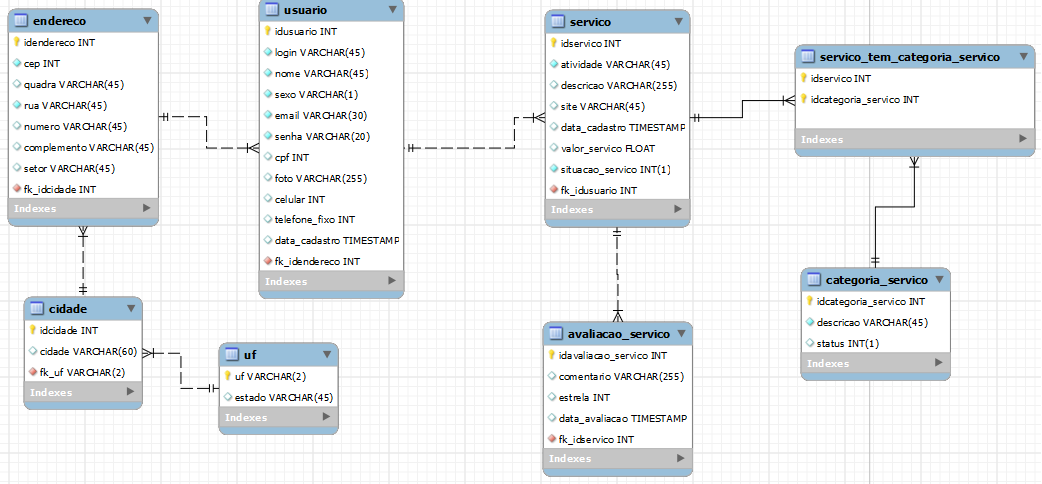 endereco
idendereco INT
cep INT
quadra VARCHAR(45)
rua VARCHAR(45)
numero VARCHAR(45)
complemento VARCHAR(45)
setor VARCHAR(45)
fk_idcidade INT
Indexes
usuario
idusuario INT
login VARCHAR(45)
nome VARCHAR(45)
sexo VARCHAR(1)
email VARCHAR(30)
senha VARCHAR(20)
cpf INT
foto VARCHAR(255)
celular INT
telefone_fixo INT
data_cadastro TIMESTAMP
fk_idendereco INT
Indexes
servico
idservico INT
atividade VARCHAR(45)
descricao VARCHAR(255)
site VARCHAR(45)
data_cadastro TIMESTAMP
valor_servico FLOAT
situacao_servico INT(1)
fk_idusuario INT
Indexes
servico_tem_categoria_servico
idservico INT
idcategoria_servico INT
Indexes
cidade
idcidade INT
cidade VARCHAR(60)
fk_uf VARCHAR(2)
Indexes
uf
uf VARCHAR(2)
estado VARCHAR(45)
Indexes
avaliacao_servico
idavaliacao_servico INT
comentario VARCHAR(255)
estrela INT
data_avaliacao TIMESTAMP
fk_idservico INT
Indexes
categoria_servico
idcategoria_servico INT
descricao VARCHAR(45)
status INT(1)
Indexes